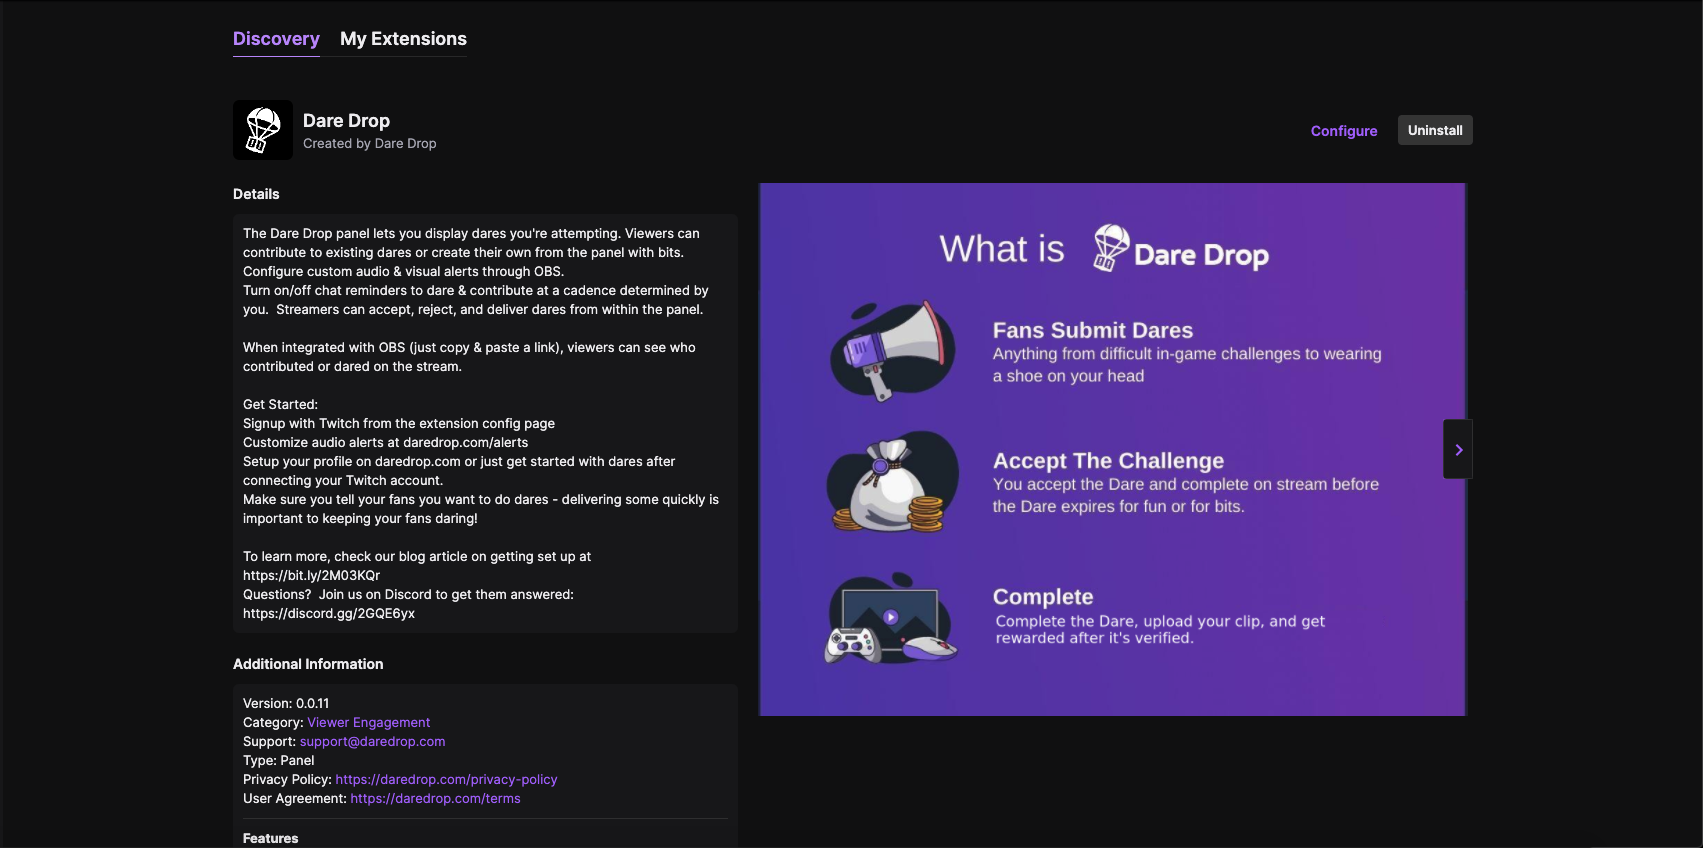 Discovery
My Extensions
Dare Drop
Created by Dare Drop
Configure
Uninstall
Details
The Dare Drop panel lets you display dares you're attempting. Viewers can
contribute to existing dares or create their own from the panel with bits.
Configure custom audio & visual alerts through OBS.
Turn on/off chat reminders to dare & contribute at a cadence determined by
you.  Streamers can accept, reject, and deliver dares from within the panel.
When integrated with OBS (just copy & paste a link), viewers can see who
contributed or dared on the stream.
Get Started:
Signup with Twitch from the extension config page
Customize audio alerts at daredrop.com/alerts
Setup your profile on daredrop.com or just get started with dares after
connecting your Twitch account.
Make sure you tell your fans you want to do dares - delivering some quickly is
important to keeping your fans daring!
To learn more, check our blog article on getting set up at
https://bit.ly/2M03KQr
Questions?  Join us on Discord to get them answered:
https://discord.gg/2GQE6yx
Additional Information
Version: 0.0.11
Category: Viewer Engagement
Support: support@daredrop.com
Type: Panel
Privacy Policy: https://daredrop.com/privacy-policy
User Agreement: https://daredrop.com/terms
Features
What is Dare Drop
Fans Submit Dares
Anything from difficult in-game challenges to wearing
a shoe on your head
Accept The Challenge
You accept the Dare and complete on stream before
the Dare expires for fun or for bits.
Complete
Complete the Dare, upload your clip, and get
rewarded after it's verified.